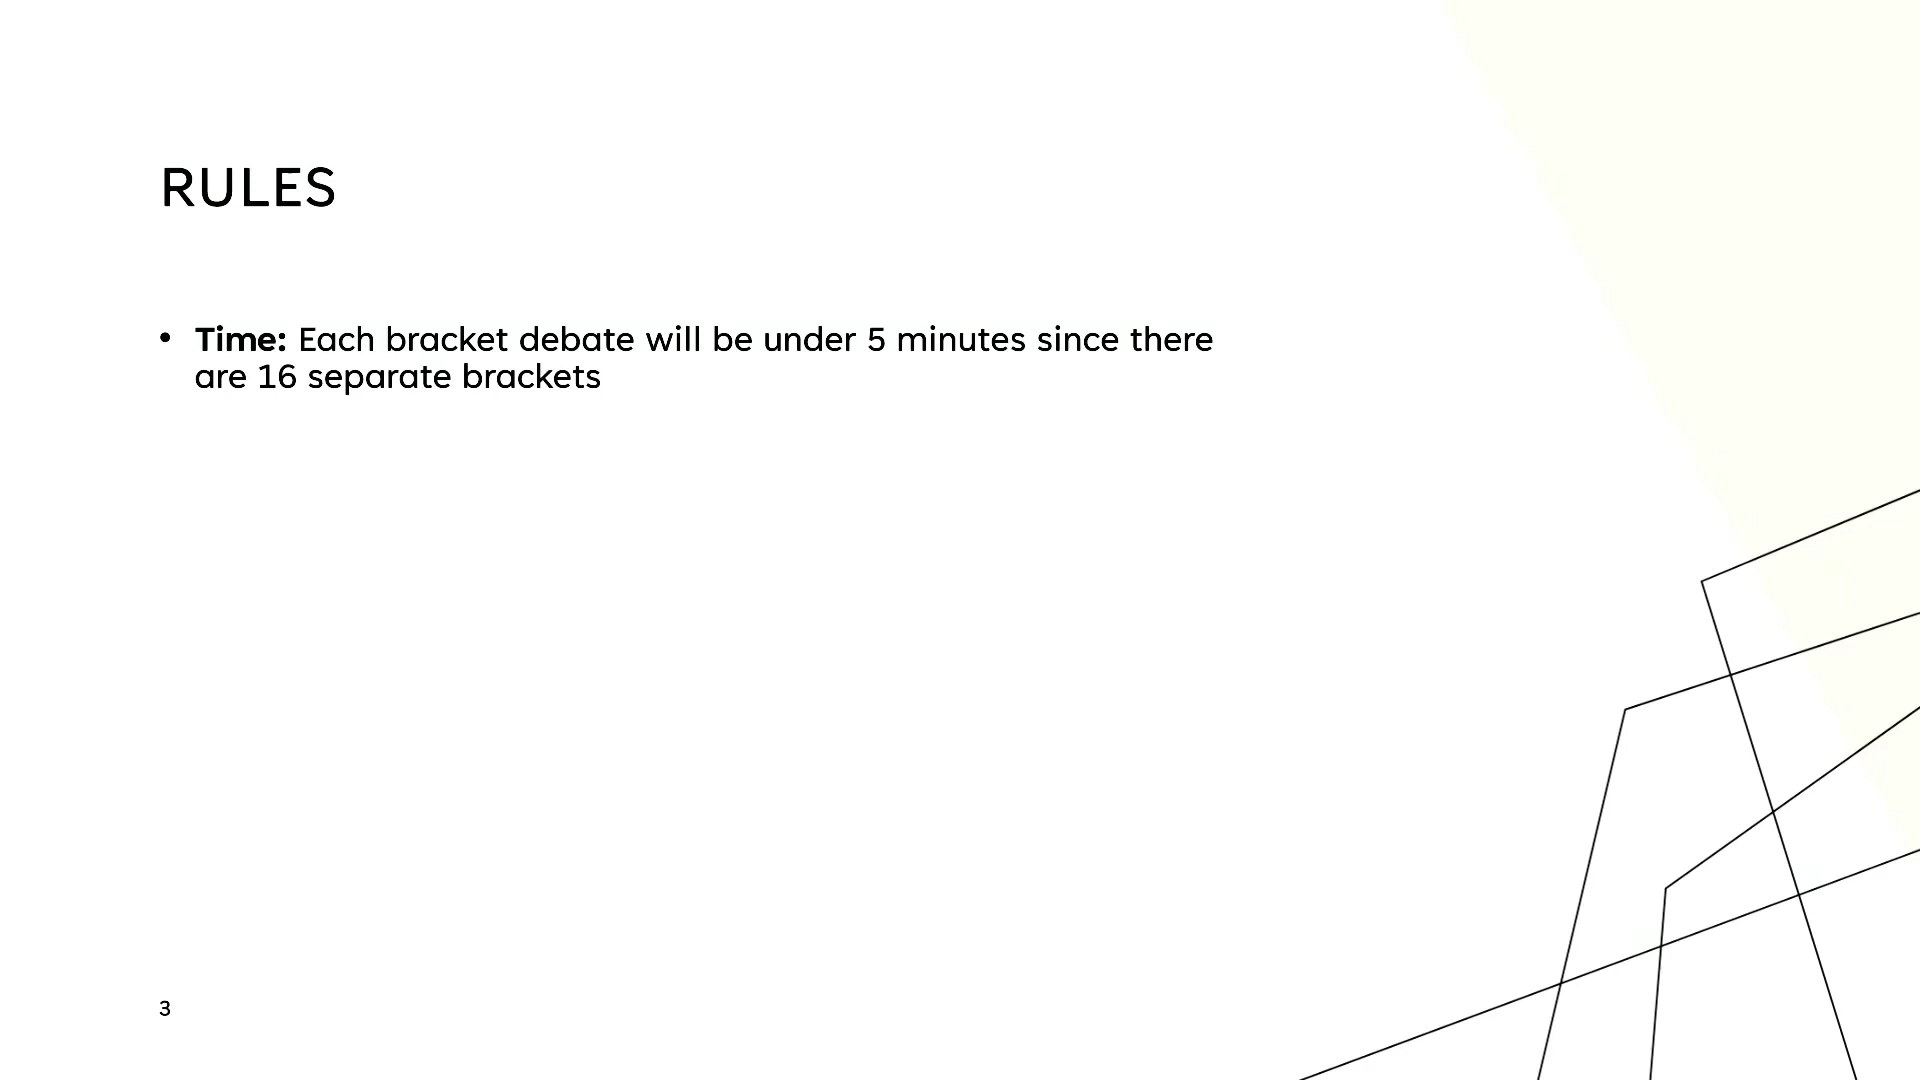 RULES
• Time: Each bracket debate will be under 5 minutes since there
are 16 separate brackets
3